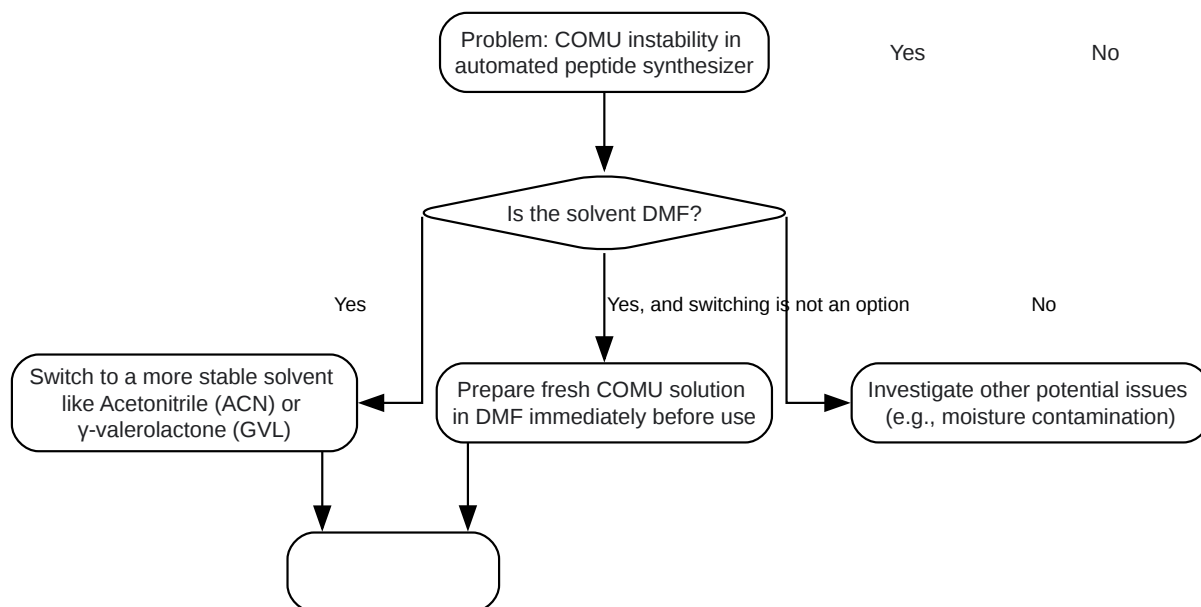 Problem: COMU instability in
automated peptide synthesizer
Yes
No
Is the solvent DMF?
Yes
Yes, and switching is not an option
No
Switch to a more stable solvent
like Acetonitrile (ACN) or
γ-valerolactone (GVL)
Prepare fresh COMU solution
in DMF immediately before use
Investigate other potential issues
(e.g., moisture contamination)